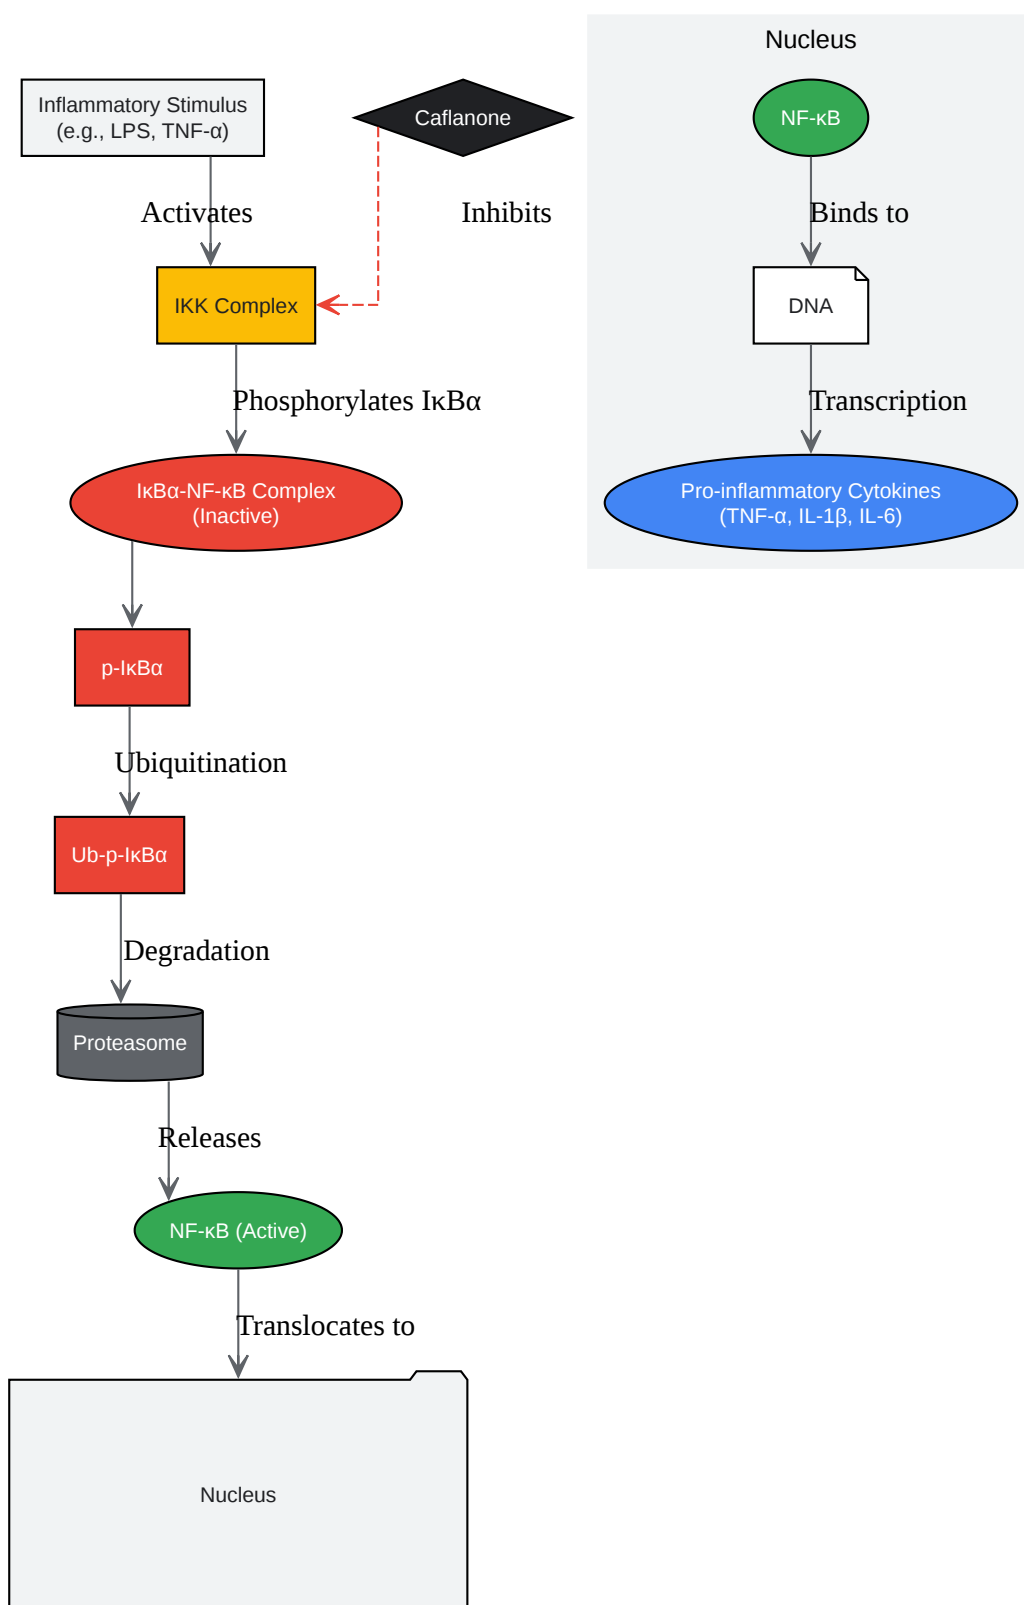 Inflammatory Stimulus
(e.g., LPS, TNF-α)
Caflanone
Activates
Inhibits
IKK Complex
Phosphorylates IκBα
IκBα-NF-κB Complex
(Inactive)
p-IκBα
Ubiquitination
Ub-p-IκBα
Degradation
Proteasome
Releases
NF-κB (Active)
Translocates to
Nucleus
Nucleus
NF-κB
Binds to
DNA
Transcription
Pro-inflammatory Cytokines
(TNF-α, IL-1β, IL-6)